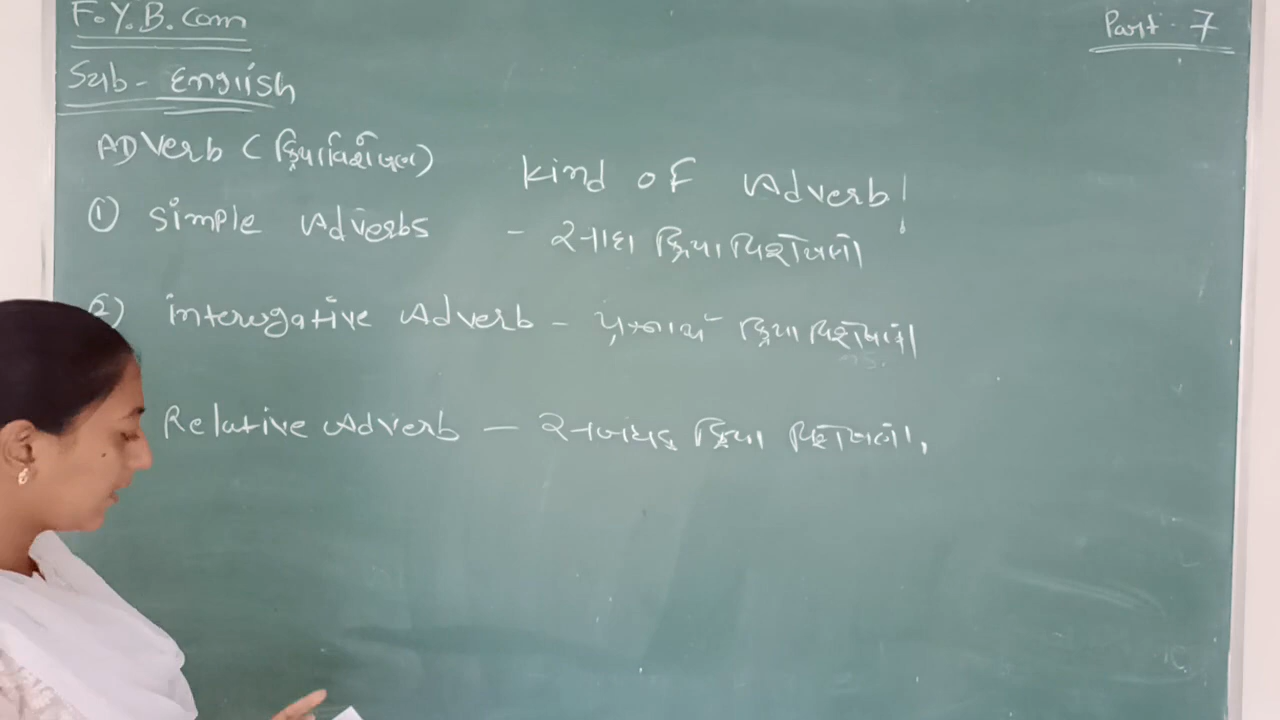 F.Y.B.Com
Part - 7
Sub - English
ADverb (ક્રિયાવિશેષણ)
Kind of Adverb!
① Simple Adverbs - સાદા ક્રિયાવિશેષણો
2) interrogative Adverb - પ્રશ્નાર્થ ક્રિયા વિશેષણો
Relative Adverb - સંબંધક ક્રિયા વિશેષણો.